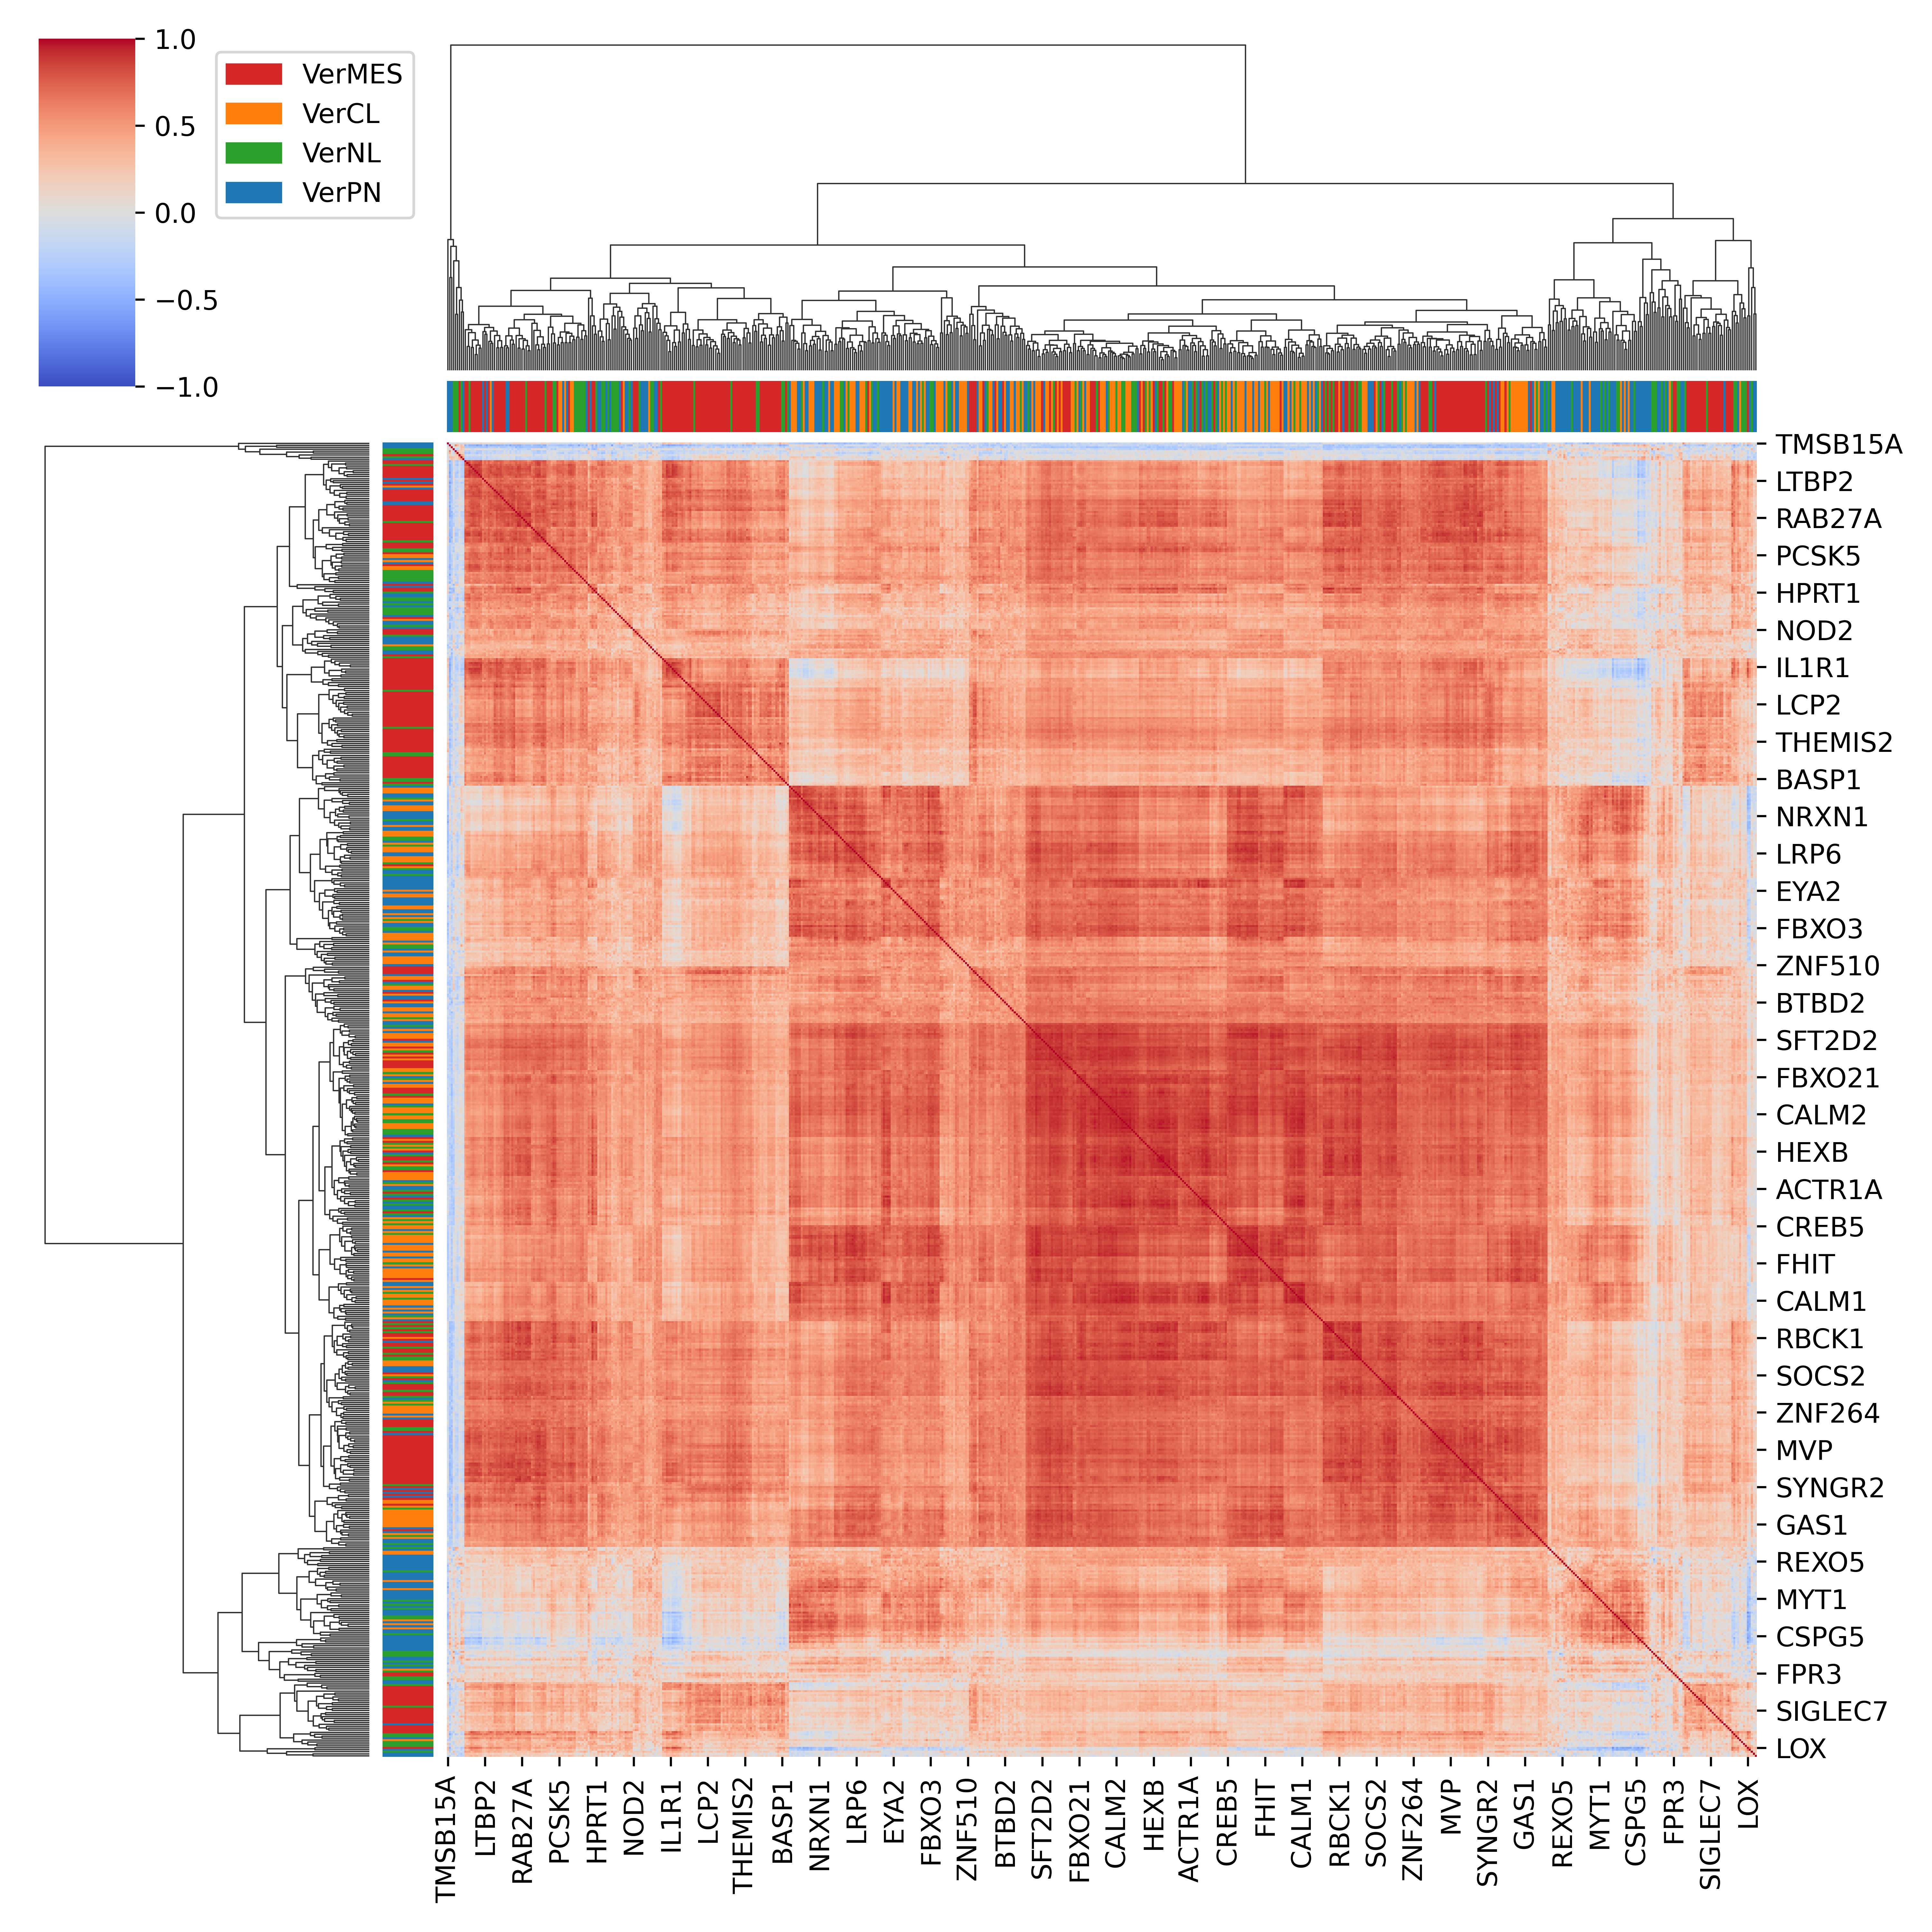 1.0
0.5
0.0
−0.5
−1.0
VerMES
VerCL
VerNL
VerPN
TMSB15A
LTBP2
RAB27A
PCSK5
HPRT1
NOD2
IL1R1
LCP2
THEMIS2
BASP1
NRXN1
LRP6
EYA2
FBXO3
ZNF510
BTBD2
SFT2D2
FBXO21
CALM2
HEXB
ACTR1A
CREB5
FHIT
CALM1
RBCK1
SOCS2
ZNF264
MVP
SYNGR2
GAS1
REXO5
MYT1
CSPG5
FPR3
SIGLEC7
LOX
TMSB15A
LTBP2
RAB27A
PCSK5
HPRT1
NOD2
IL1R1
LCP2
THEMIS2
BASP1
NRXN1
LRP6
EYA2
FBXO3
ZNF510
BTBD2
SFT2D2
FBXO21
CALM2
HEXB
ACTR1A
CREB5
FHIT
CALM1
RBCK1
SOCS2
ZNF264
MVP
SYNGR2
GAS1
REXO5
MYT1
CSPG5
FPR3
SIGLEC7
LOX